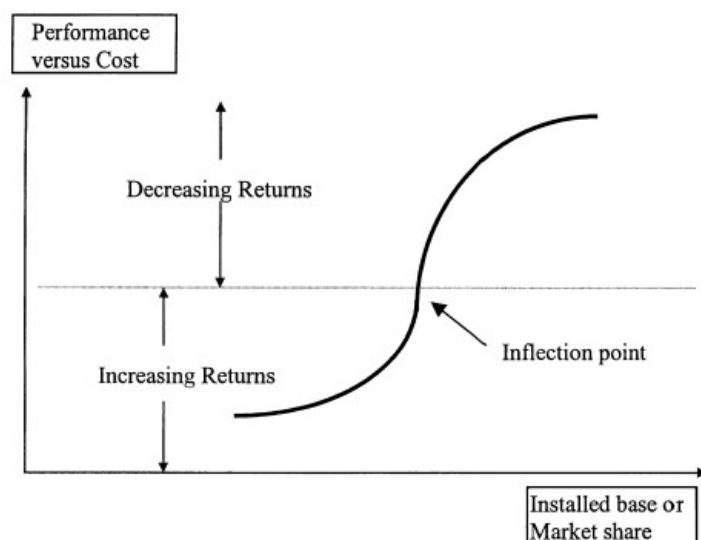 Performance
versus Cost
Decreasing Returns
Inflection point
Increasing Returns
Installed base or
Market share